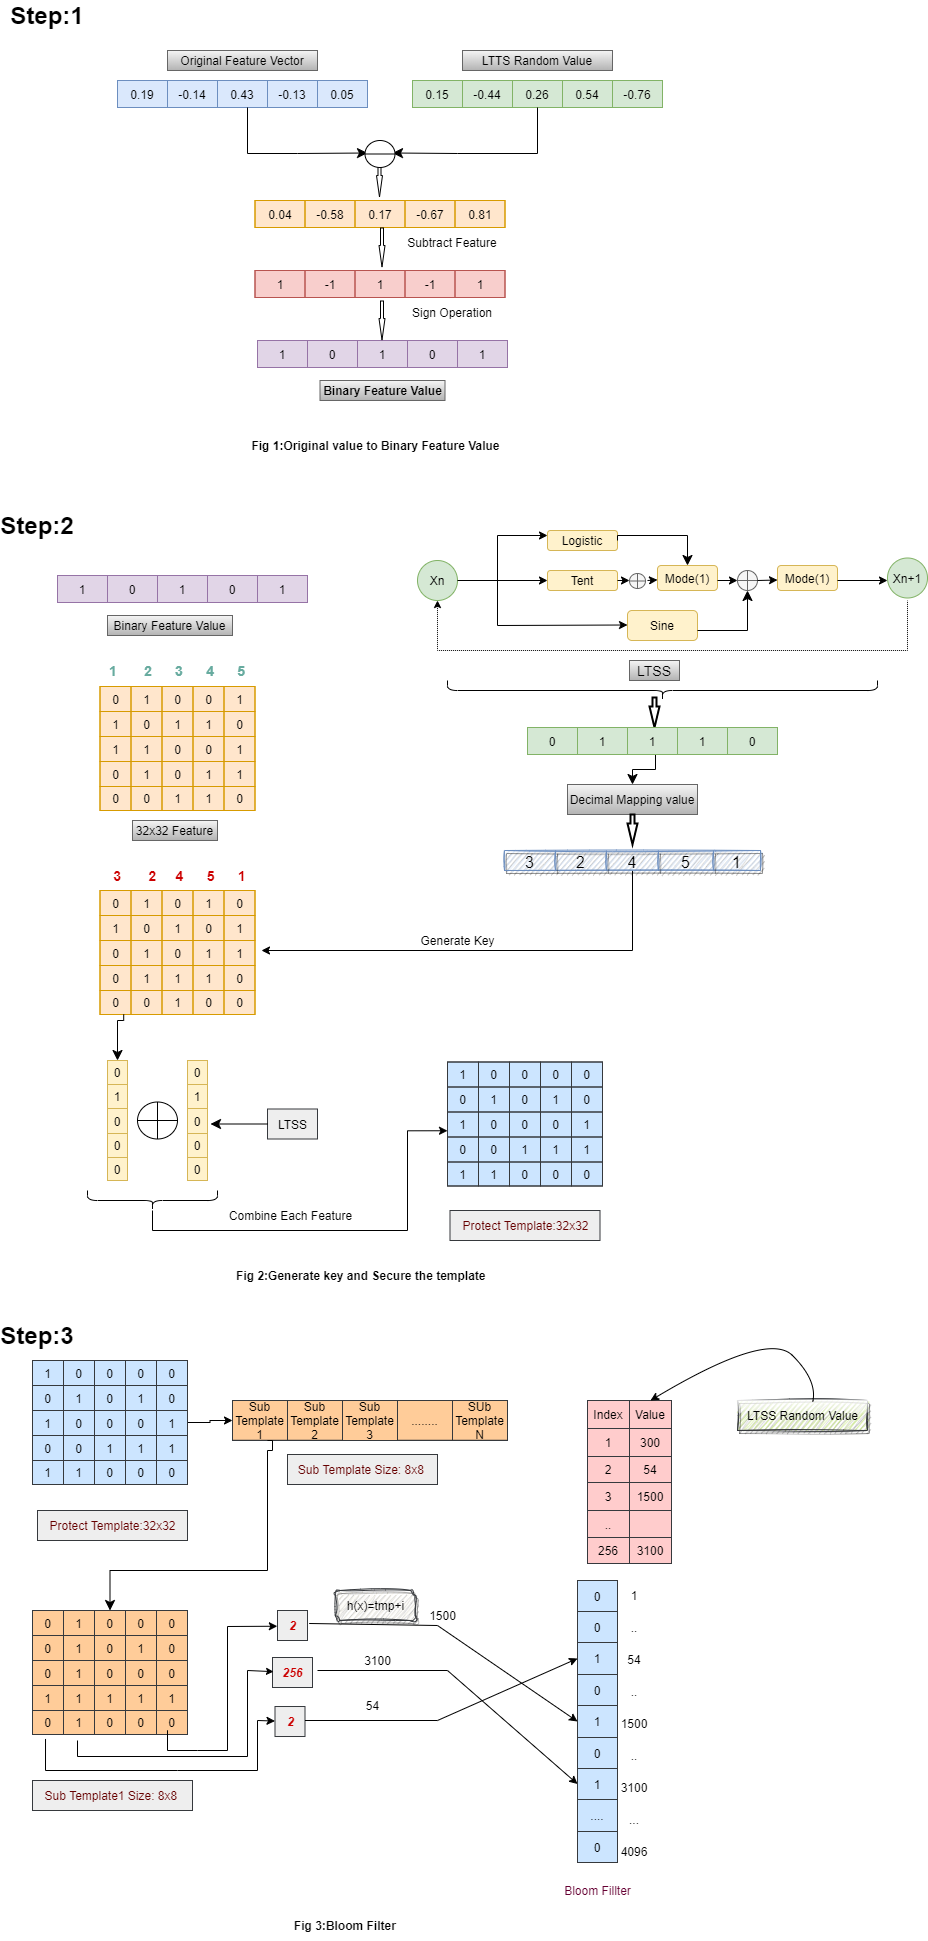 Step:1
Original Feature Vector
LTTS Random Value
0.19 -0.14 0.43 -0.13 0.05
0.15 -0.44 0.26 0.54 -0.76
0.04 -0.58 0.17 -0.67 0.81
Subtract Feature
1 -1 1 -1 1
Sign Operation
1 0 1 0 1
Binary Feature Value
Fig 1:Original value to Binary Feature Value
Step:2
1 0 1 0 1
Binary Feature Value
Xn
Logistic
Tent
Mode(1)
Mode(1)
Xn+1
Sine
LTSS
0 1 1 1 0
Decimal Mapping value
3 2 4 5 1
1 2 3 4 5
0 1 0 0 1
1 0 1 1 0
1 1 0 0 1
0 1 0 1 1
0 0 1 1 0
32x32 Feature
3 2 4 5 1
0 1 0 1 0
1 0 1 0 1
0 1 0 1 1
0 1 1 1 0
0 0 1 0 0
Generate Key
0
1
0
0
0
0
1
0
0
0
LTSS
Combine Each Feature
1 0 0 0 0
0 1 0 1 0
1 0 0 0 1
0 0 1 1 1
1 1 0 0 0
Protect Template:32x32
Fig 2:Generate key and Secure the template
Step:3
1 0 0 0 0
0 1 0 1 0
1 0 0 0 1
0 0 1 1 1
1 1 0 0 0
Protect Template:32x32
Sub
Template
1
Sub
Template
2
Sub
Template
3
........
SUb
Template
N
Sub Template Size: 8x8
Index Value
1 300
2 54
3 1500
..
256 3100
LTSS Random Value
0 1 0 0 0
0 1 0 1 0
0 1 0 0 0
1 1 1 1 1
0 1 0 0 0
Sub Template1 Size: 8x8
2
256
2
h(x)=tmp+i
1500
3100
54
0 1
0 ..
1 54
0 ..
1 1500
0 ..
1 3100
.... ...
0 4096
Bloom Fillter
Fig 3:Bloom Filter